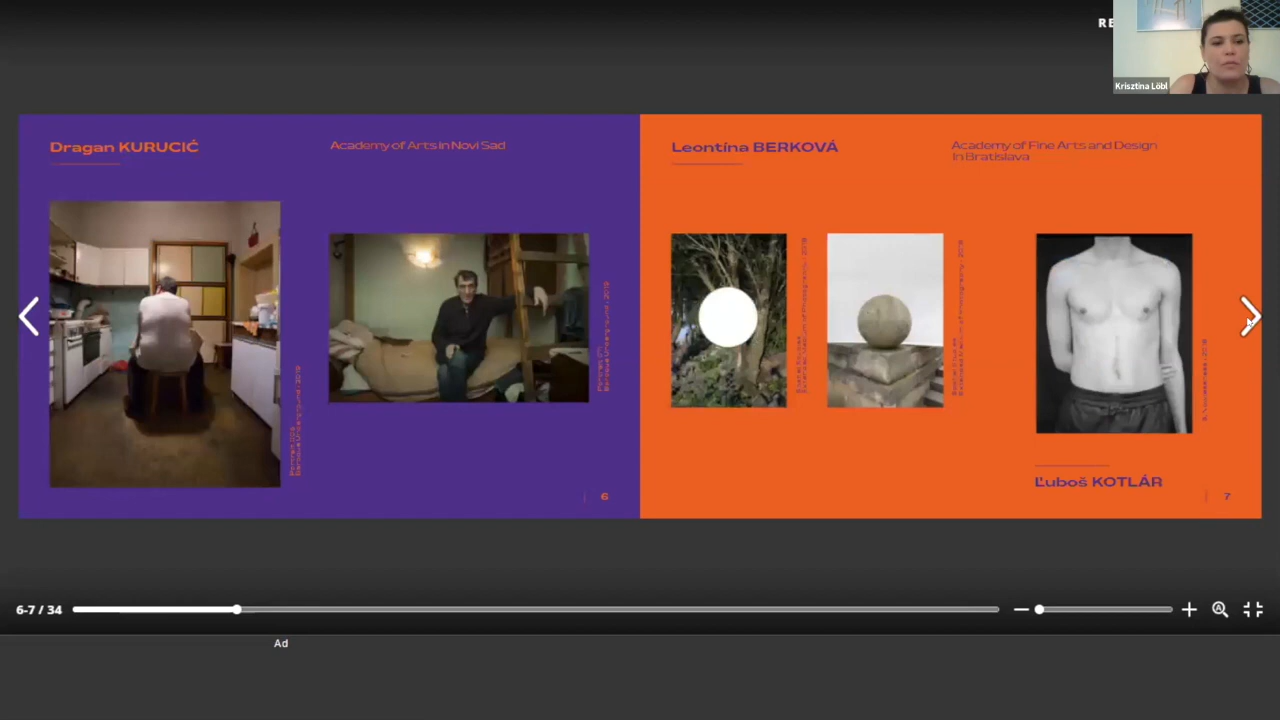 RE
Krisztina Löbl
Dragan KURUCIĆ
Academy of Arts in Novi Sad
6
Leontína BERKOVÁ
Academy of Fine Arts and Design
in Bratislava
Ľuboš KOTLÁR
7
6-7 / 34
Ad